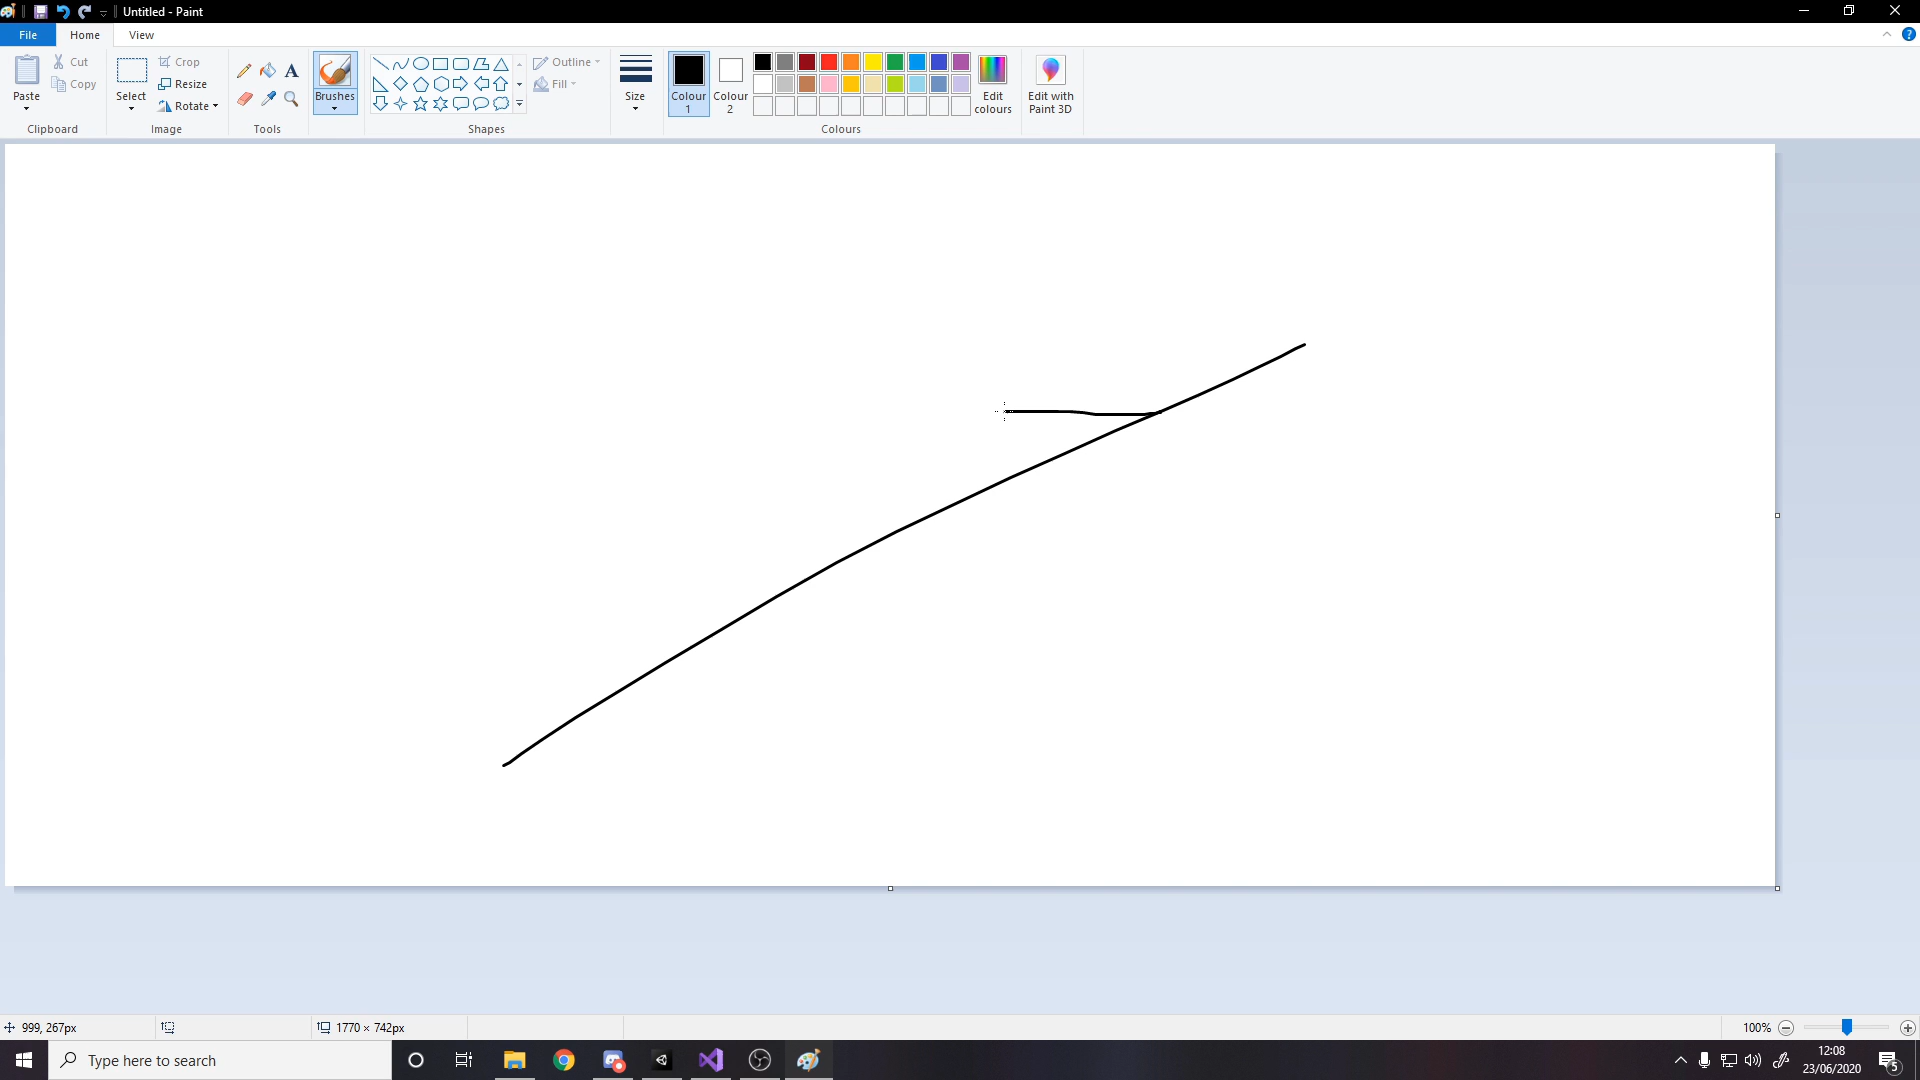 Untitled - Paint
File Home View
Paste Cut Copy Select Crop Resize Rotate A Brushes Outline Fill Size Colour 1 Colour 2 Edit colours Edit with Paint 3D
Clipboard Image Tools Shapes Colours
999, 267px 1770 × 742px 100%
Type here to search 12:08
23/06/2020 5